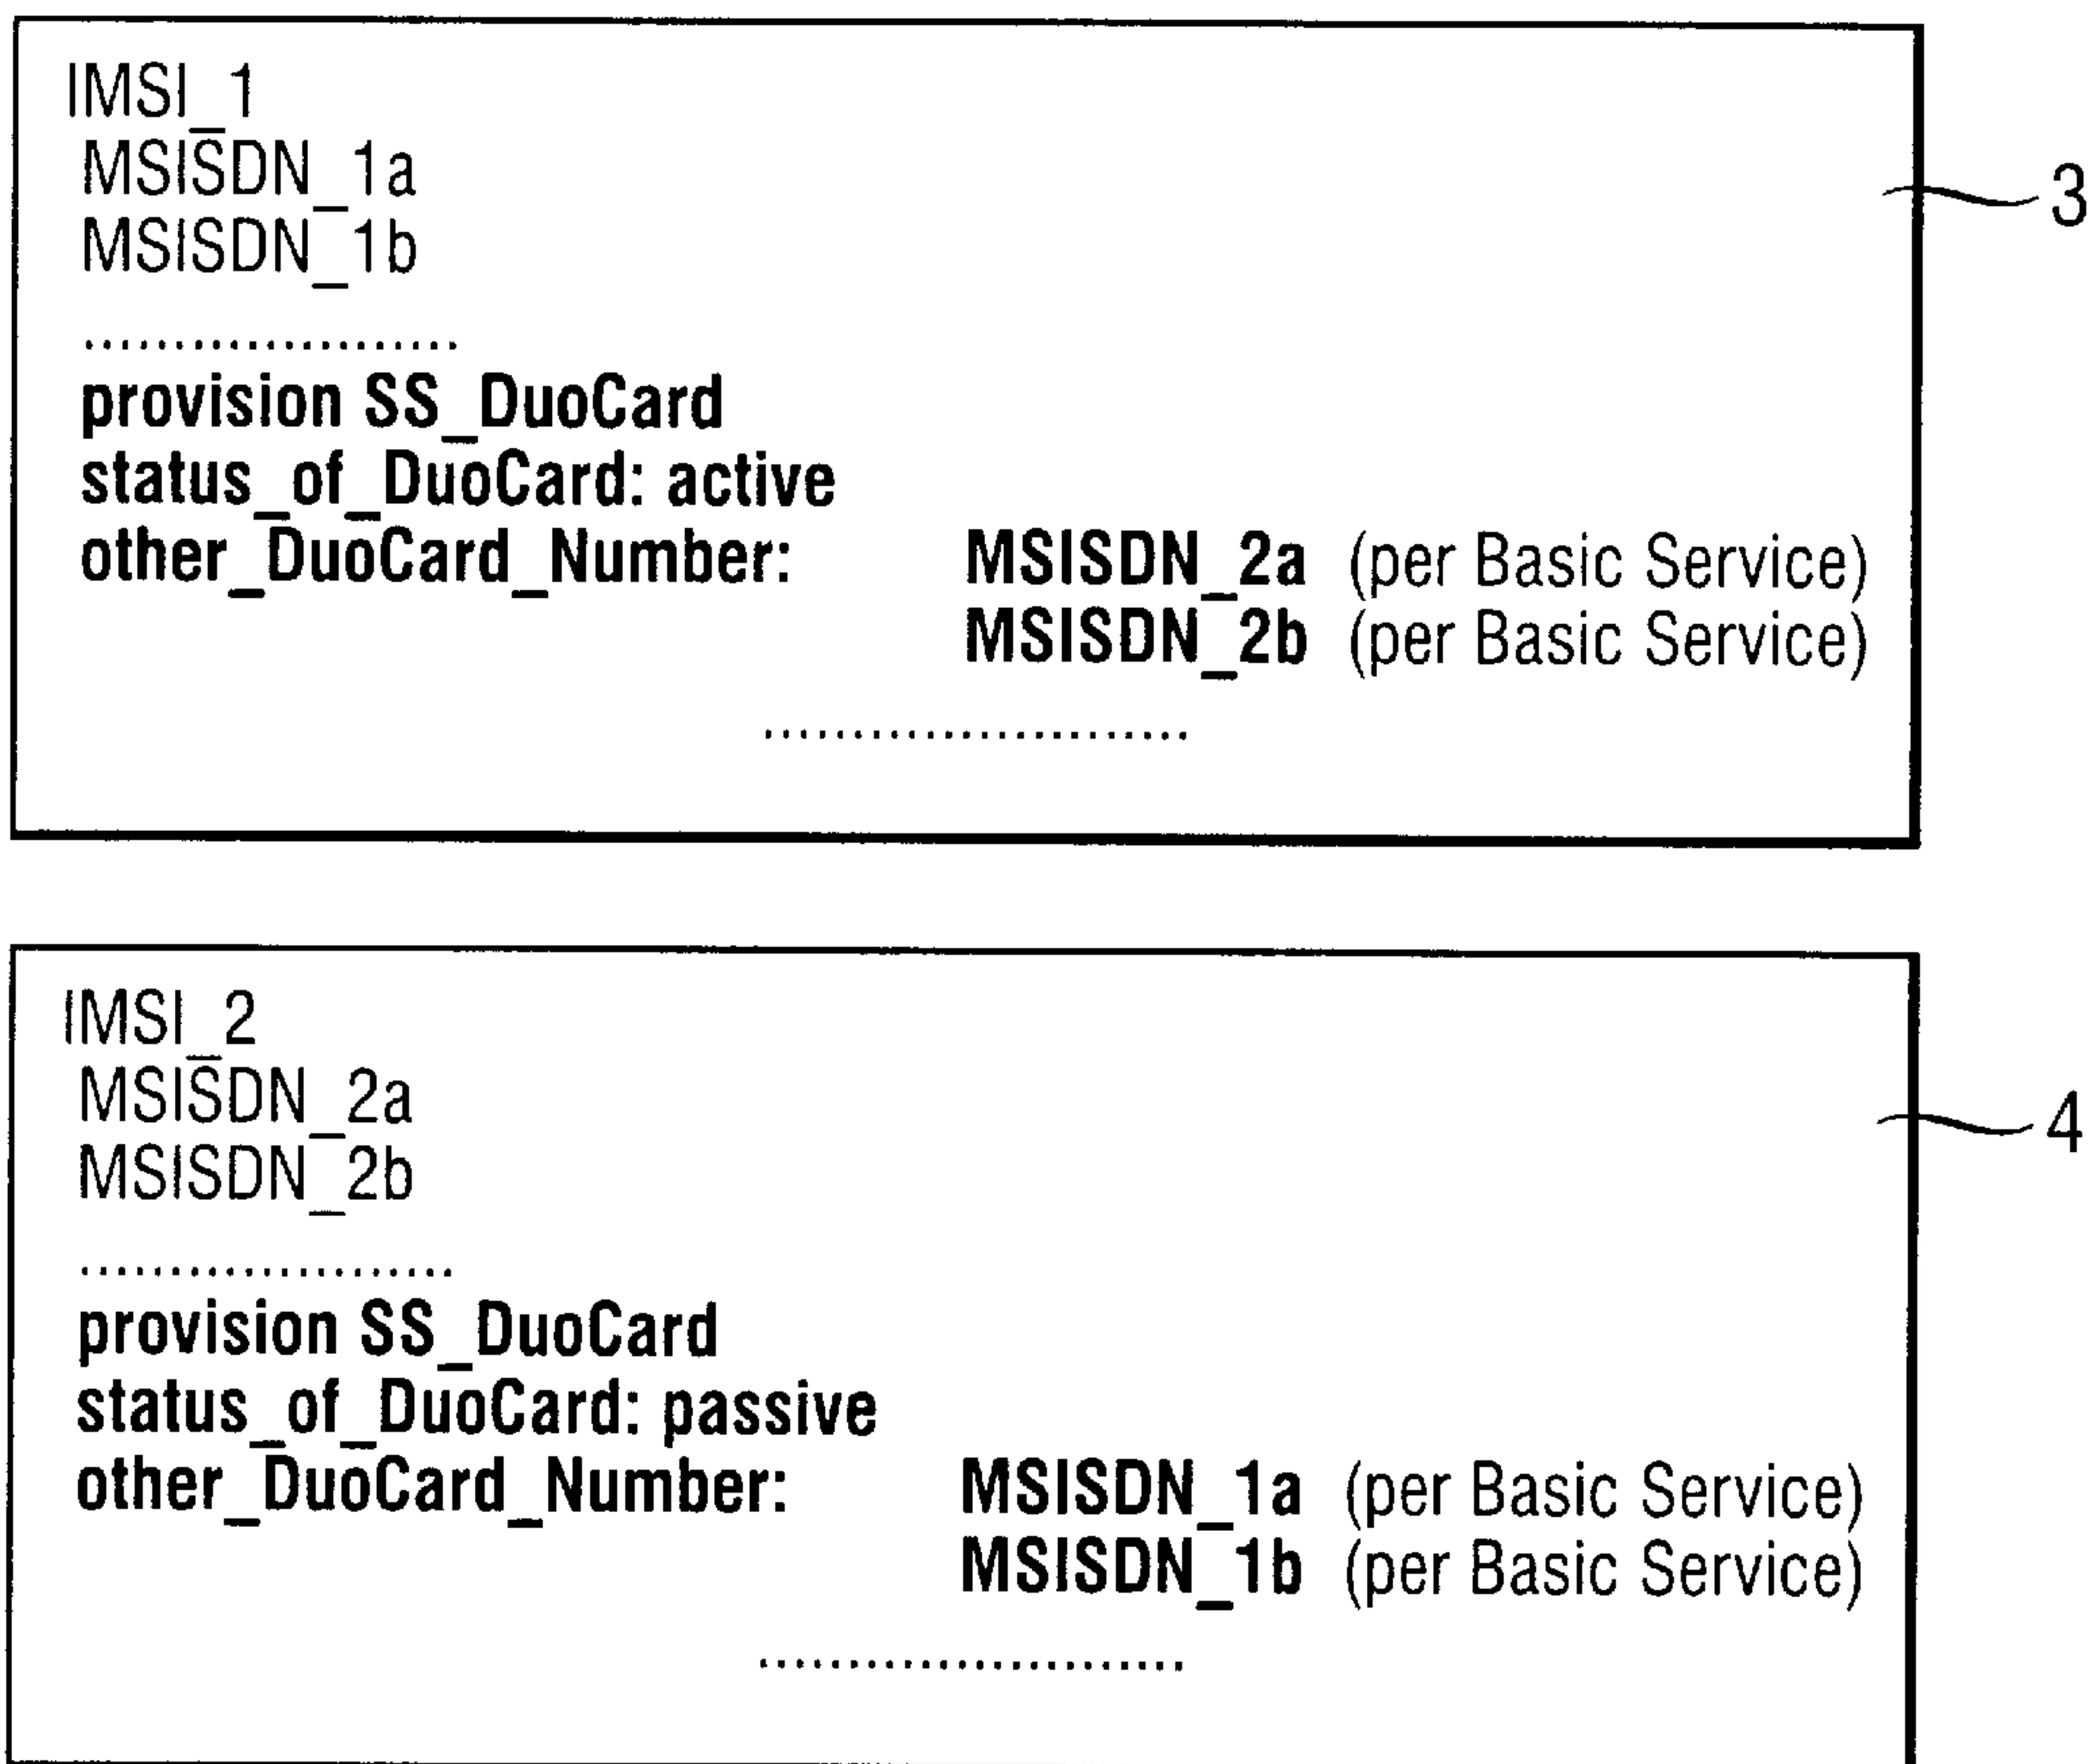 IMSI_1
MSISDN_1a
MSISDN_1b
.....................
provision SS_DuoCard
status_of_DuoCard: active
other_DuoCard_Number: MSISDN_2a (per Basic Service)
MSISDN_2b (per Basic Service)
........................
3
IMSI_2
MSISDN_2a
MSISDN_2b
.....................
provision SS_DuoCard
status_of_DuoCard: passive
other_DuoCard_Number: MSISDN_1a (per Basic Service)
MSISDN_1b (per Basic Service)
........................
4